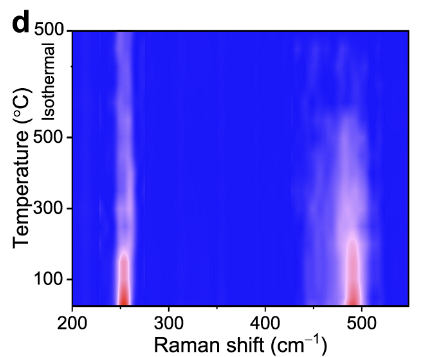 d
500
Isothermal
500
300
100
Temperature (°C)
200 300 400 500
Raman shift (cm⁻¹)